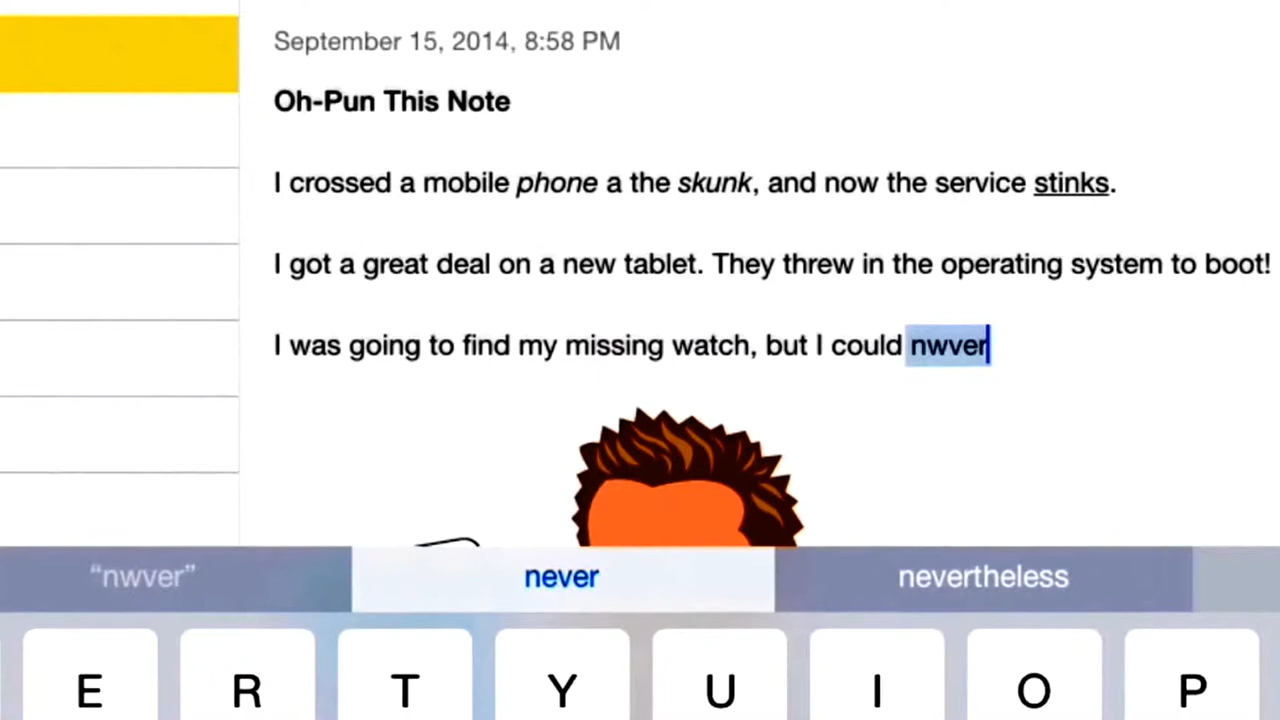 September 15, 2014, 8:58 PM
Oh-Pun This Note
I crossed a mobile phone a the skunk, and now the service stinks.
I got a great deal on a new tablet. They threw in the operating system to boot!
I was going to find my missing watch, but I could nwver
“nwver” never nevertheless
E R T Y U I O P